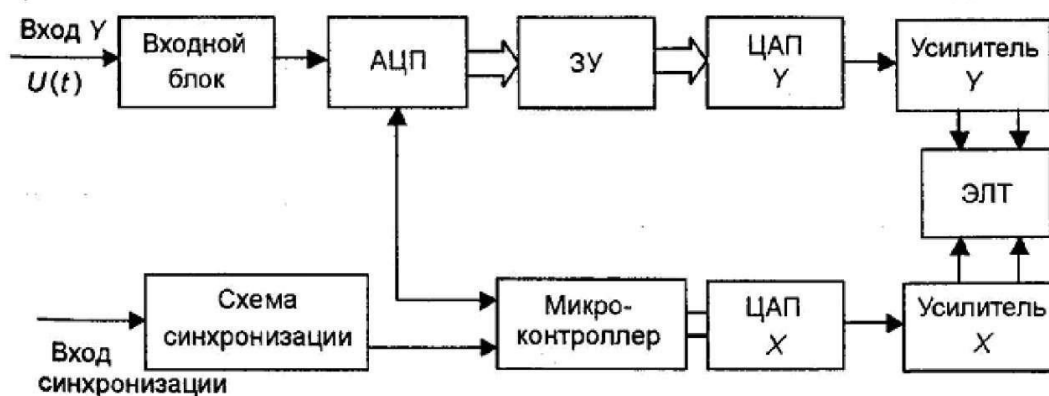 Вход Y
U(t)
Входной
блок
АЦП
ЗУ
ЦАП
Y
Усилитель
Y
ЭЛТ
Вход
синхронизации
Схема
синхронизации
Микро-
контроллер
ЦАП
X
Усилитель
X